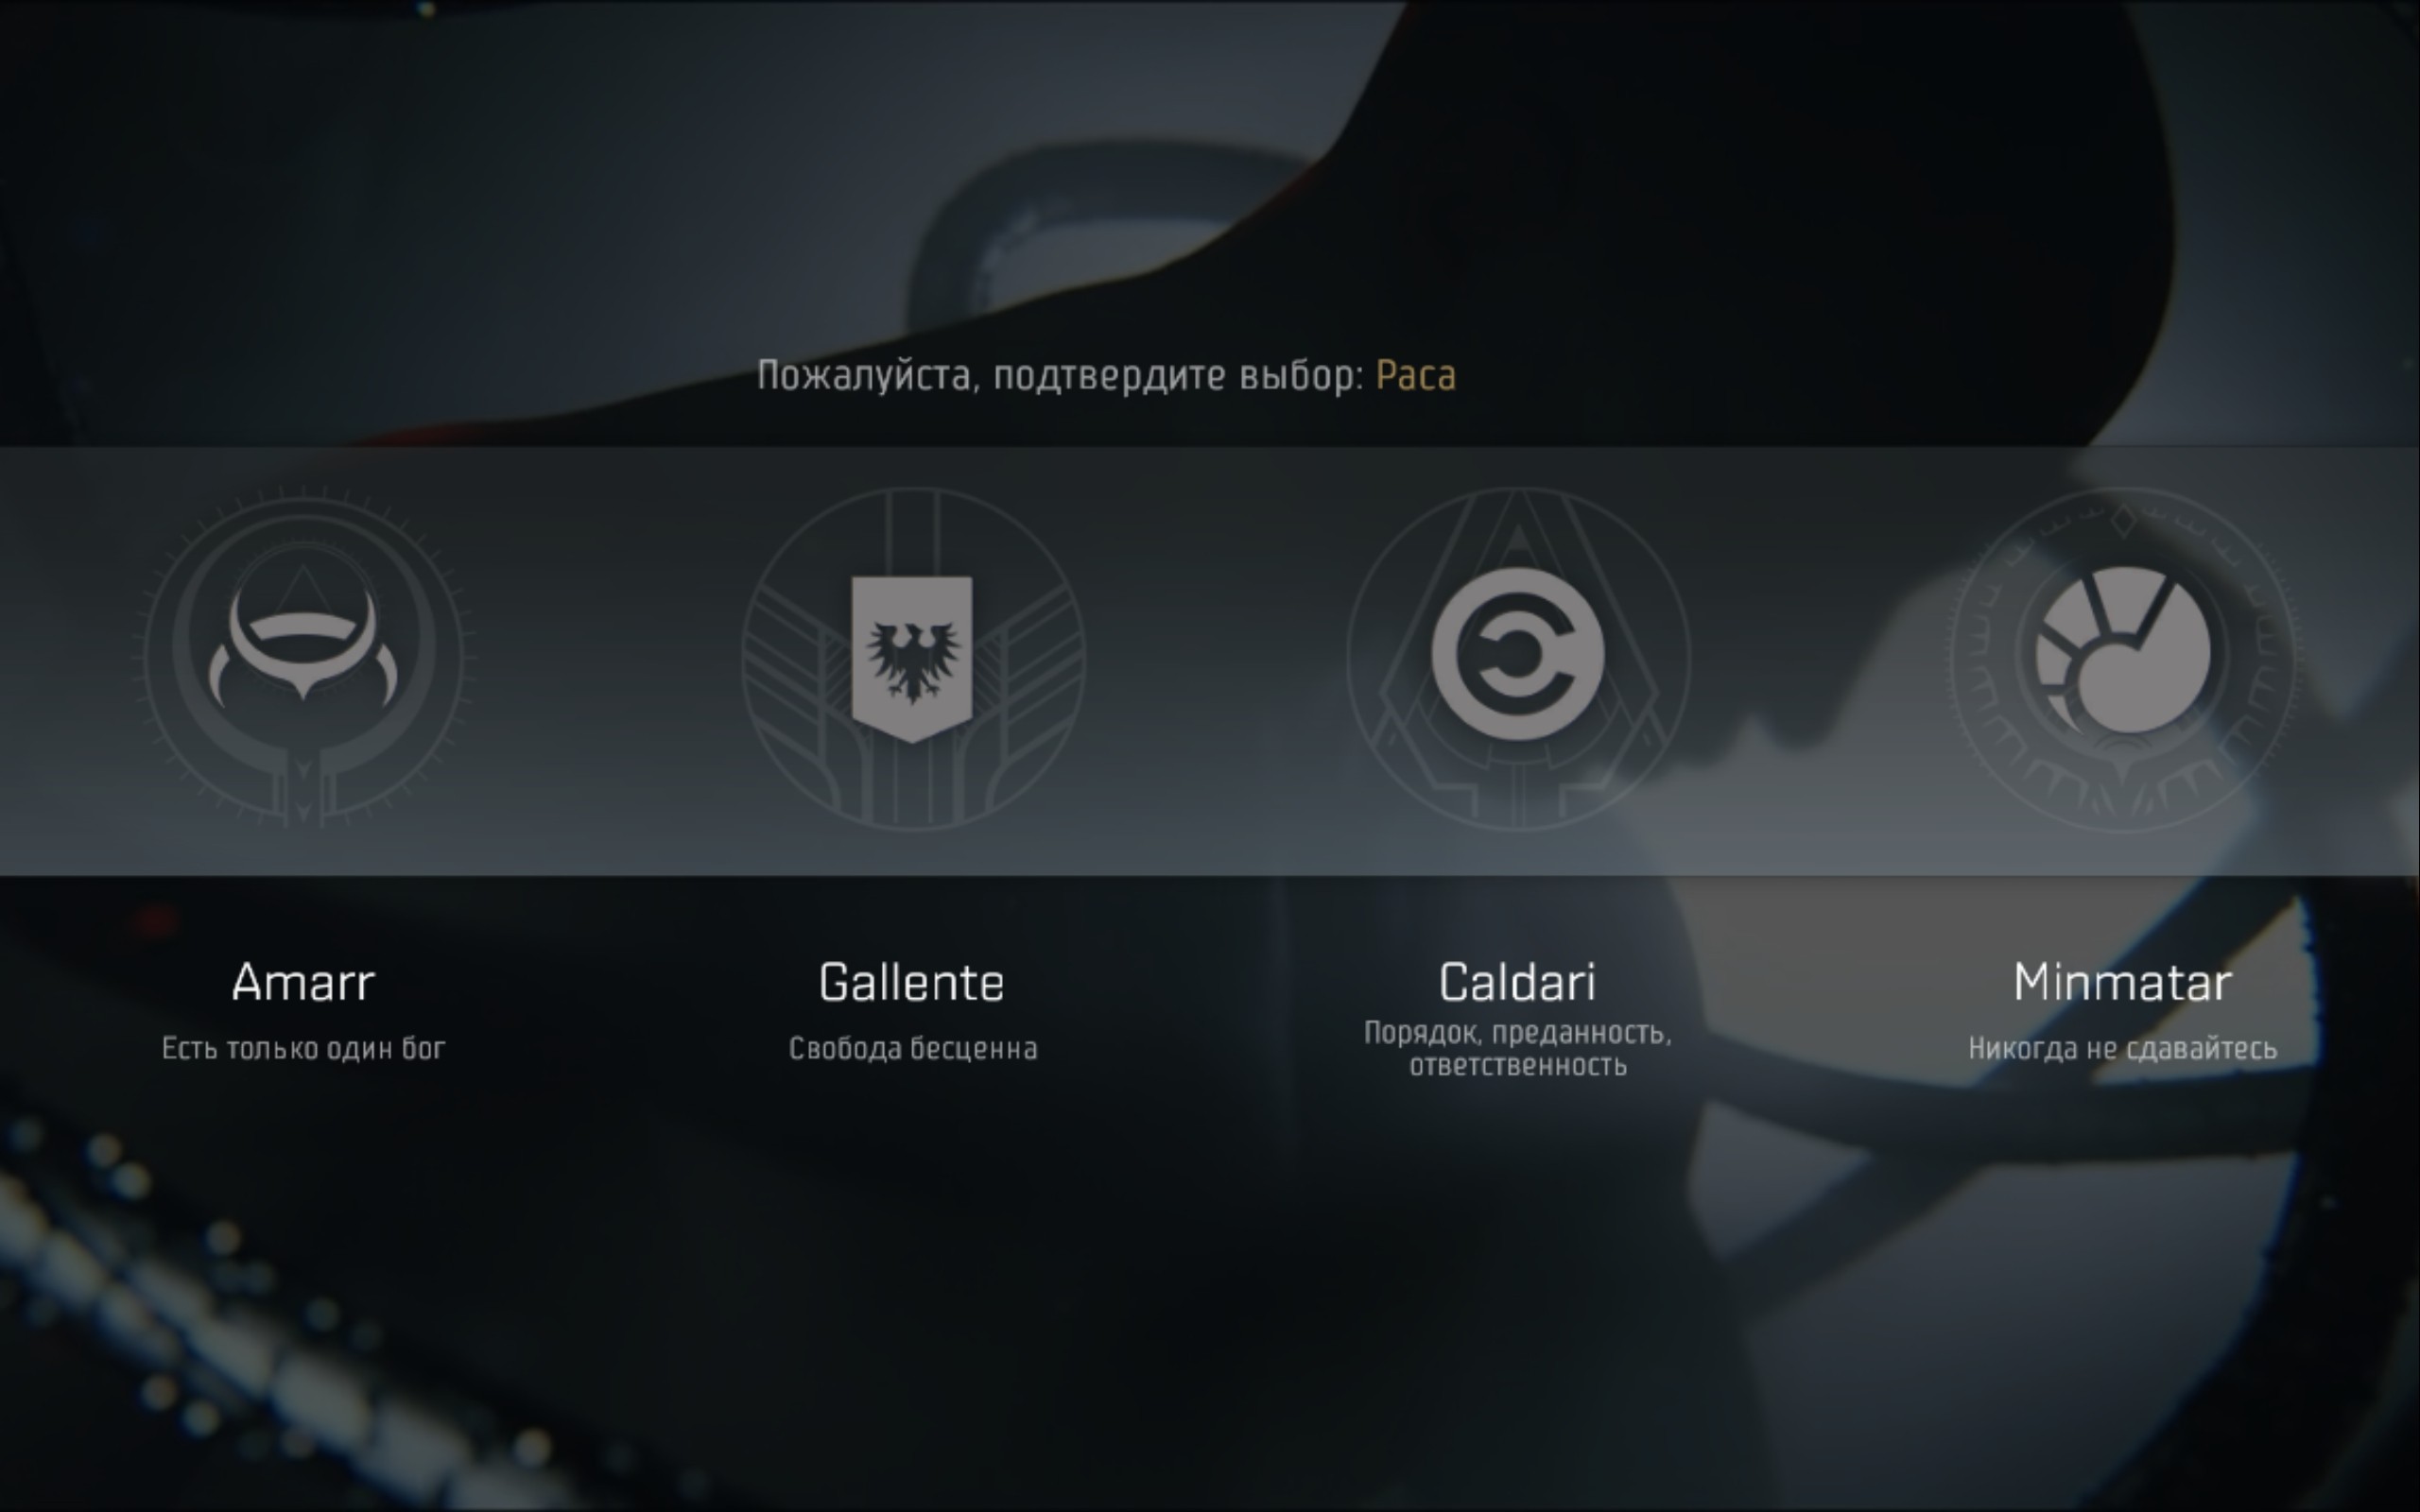 Пожалуйста, подтвердите выбор: Раса
Amarr
Есть только один бог
Gallente
Свобода бесценна
Caldari
Порядок, преданность,
ответственность
Minmatar
Никогда не сдавайтесь